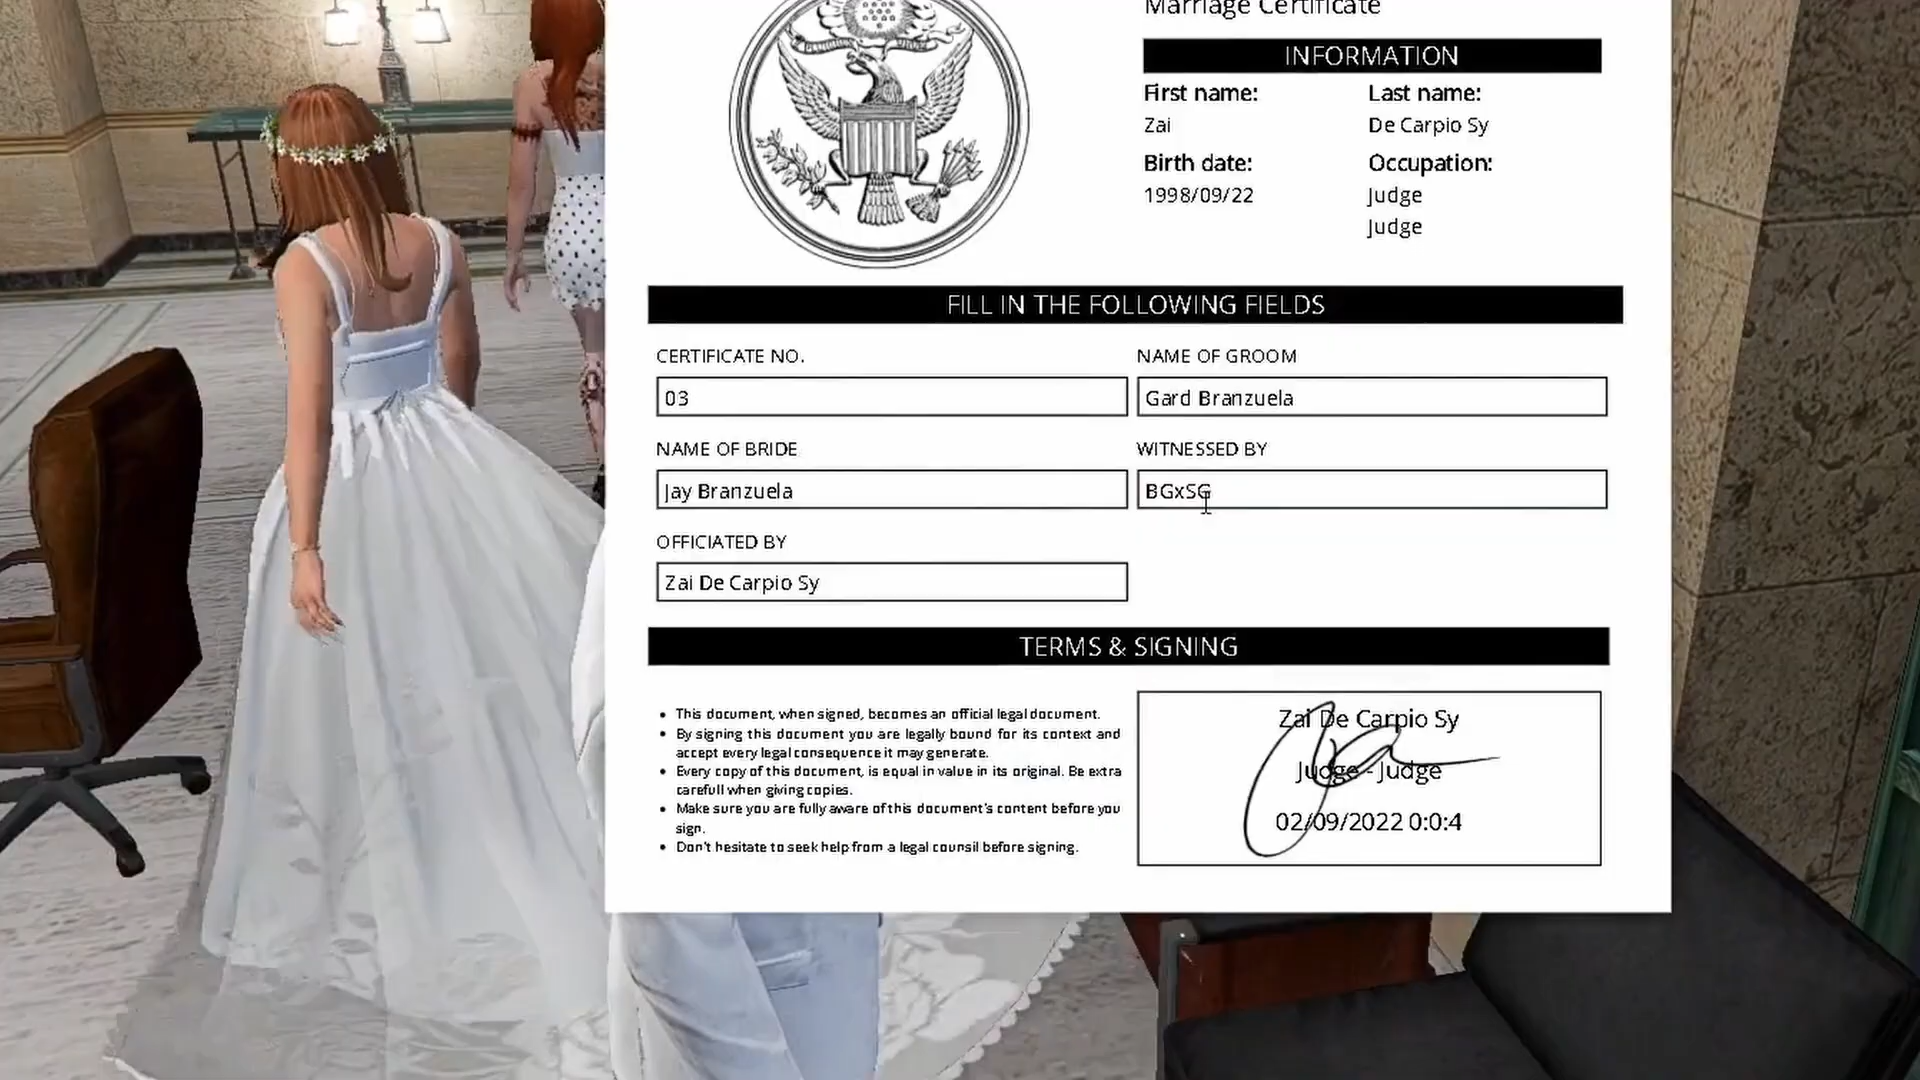 Marriage Certificate
INFORMATION
First name: Last name:
Zai De Carpio Sy
Birth date: Occupation:
1998/09/22 Judge
Judge
FILL IN THE FOLLOWING FIELDS
CERTIFICATE NO. NAME OF GROOM
03 Gard Branzuela
NAME OF BRIDE WITNESSED BY
Jay Branzuela BGxSG
OFFICIATED BY
Zai De Carpio Sy
TERMS & SIGNING
• This document, when signed, becomes an official legal document.
• By signing this document you are legally bound for its context and
accept every legal consequence it may generate.
• Every copy of this document, is equal in value in its original. Be extra
carefull when giving copies.
• Make sure you are fully aware of this document's content before you
sign.
• Don't hesitate to seek help from a legal counsil before signing.
Zai De Carpio Sy
Judge - Judge
02/09/2022 0:0:4